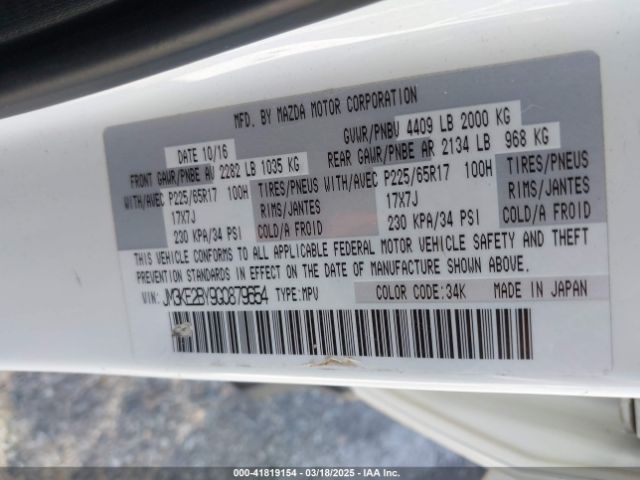 MFD. BY MAZDA MOTOR CORPORATION
DATE 10/16 GVWR/PNBV 4409 LB 2000 KG
FRONT GAWR/PNBE AV 2282 LB 1035 KG REAR GAWR/PNBE AR 2134 LB 968 KG
WITH/AVEC P225/65R17 100H TIRES/PNEUS WITH/AVEC P225/65R17 100H TIRES/PNEUS
17X7J RIMS/JANTES 17X7J RIMS/JANTES
230 KPA/34 PSI COLD/A FROID 230 KPA/34 PSI COLD/A FROID
THIS VEHICLE CONFORMS TO ALL APPLICABLE FEDERAL MOTOR VEHICLE SAFETY AND THEFT
PREVENTION STANDARDS IN EFFECT ON THE DATE OF MANUFACTURE SHOWN ABOVE.
VIN: JM3KE2BY9G0879654 TYPE:MPV COLOR CODE:34K MADE IN JAPAN
000-41819154 — 03/18/2025 — IAA Inc.